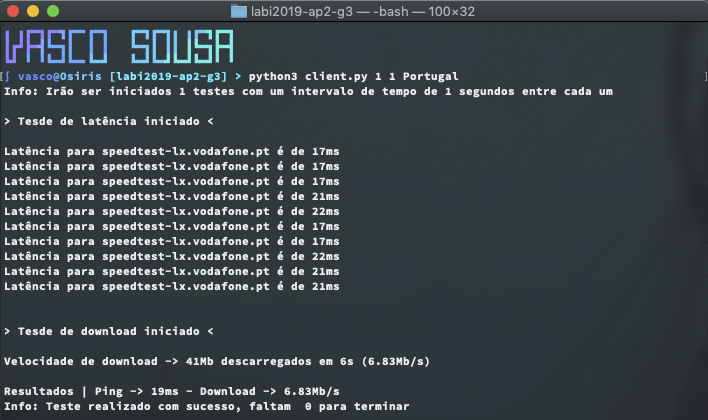 labi2019-ap2-g3 — -bash — 100×32
VASCO SOUSA
[∫ vasco@Osiris [labi2019-ap2-g3] > python3 client.py 1 1 Portugal ]
Info: Irão ser iniciados 1 testes com um intervalo de tempo de 1 segundos entre cada um
> Tesde de latência iniciado <
Latência para speedtest-lx.vodafone.pt é de 17ms
Latência para speedtest-lx.vodafone.pt é de 17ms
Latência para speedtest-lx.vodafone.pt é de 17ms
Latência para speedtest-lx.vodafone.pt é de 21ms
Latência para speedtest-lx.vodafone.pt é de 22ms
Latência para speedtest-lx.vodafone.pt é de 17ms
Latência para speedtest-lx.vodafone.pt é de 17ms
Latência para speedtest-lx.vodafone.pt é de 22ms
Latência para speedtest-lx.vodafone.pt é de 21ms
Latência para speedtest-lx.vodafone.pt é de 21ms
> Tesde de download iniciado <
Velocidade de download -> 41Mb descarregados em 6s (6.83Mb/s)
Resultados | Ping -> 19ms - Download -> 6.83Mb/s
Info: Teste realizado com sucesso, faltam  0 para terminar